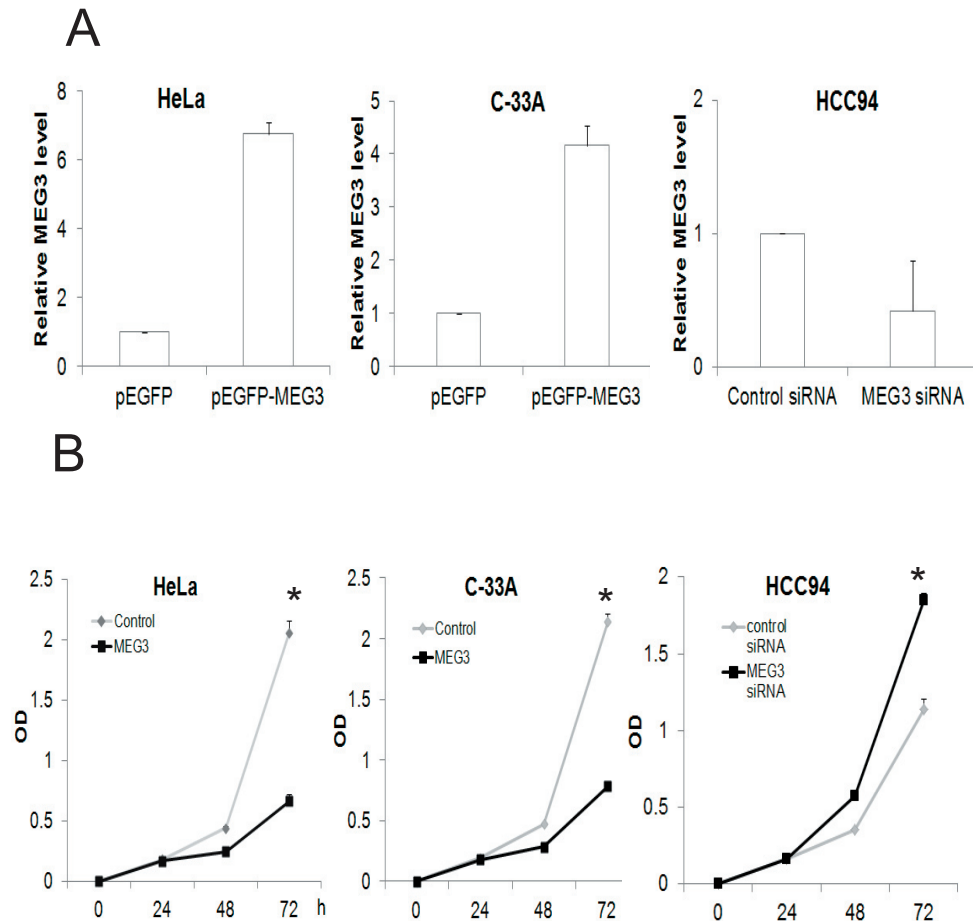 A
HeLa
Relative MEG3 level
8
6
4
2
0
pEGFP
pEGFP-MEG3
C-33A
Relative MEG3 level
5
4
3
2
1
0
pEGFP
pEGFP-MEG3
HCC94
Relative MEG3 level
2
1
0
Control siRNA
MEG3 siRNA
B
HeLa
OD
2.5
2
1.5
1
0.5
0
Control
MEG3
*
0 24 48 72 h
C-33A
OD
2.5
2
1.5
1
0.5
0
Control
MEG3
*
0 24 48 72
HCC94
OD
2
1.5
1
0.5
0
control
siRNA
MEG3
siRNA
*
0 24 48 72